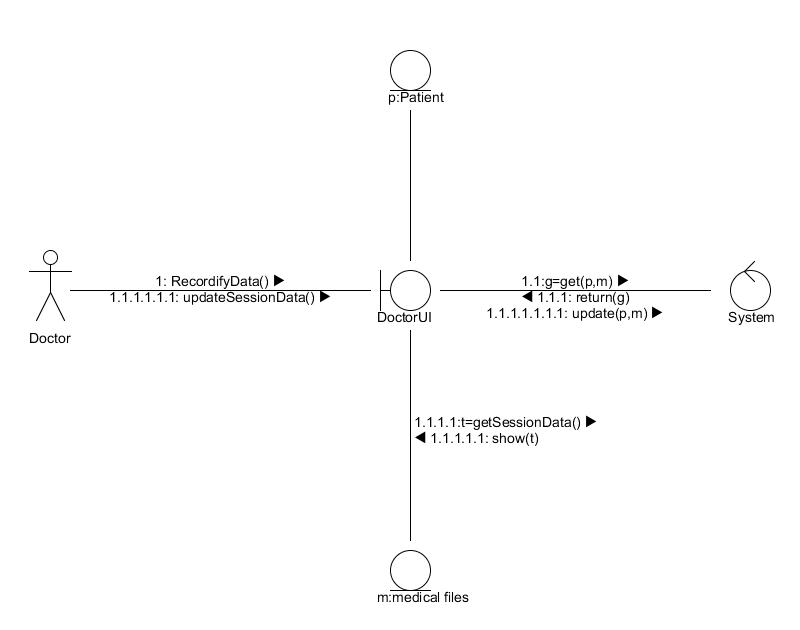 p:Patient
1: RecordifyData() ▶
1.1.1.1.1.1: updateSessionData() ▶
Doctor
DoctorUI
1.1:g=get(p,m) ▶
◀ 1.1.1: return(g)
1.1.1.1.1.1.1: update(p,m) ▶
System
1.1.1.1:t=getSessionData() ▶
◀ 1.1.1.1.1: show(t)
m:medical files